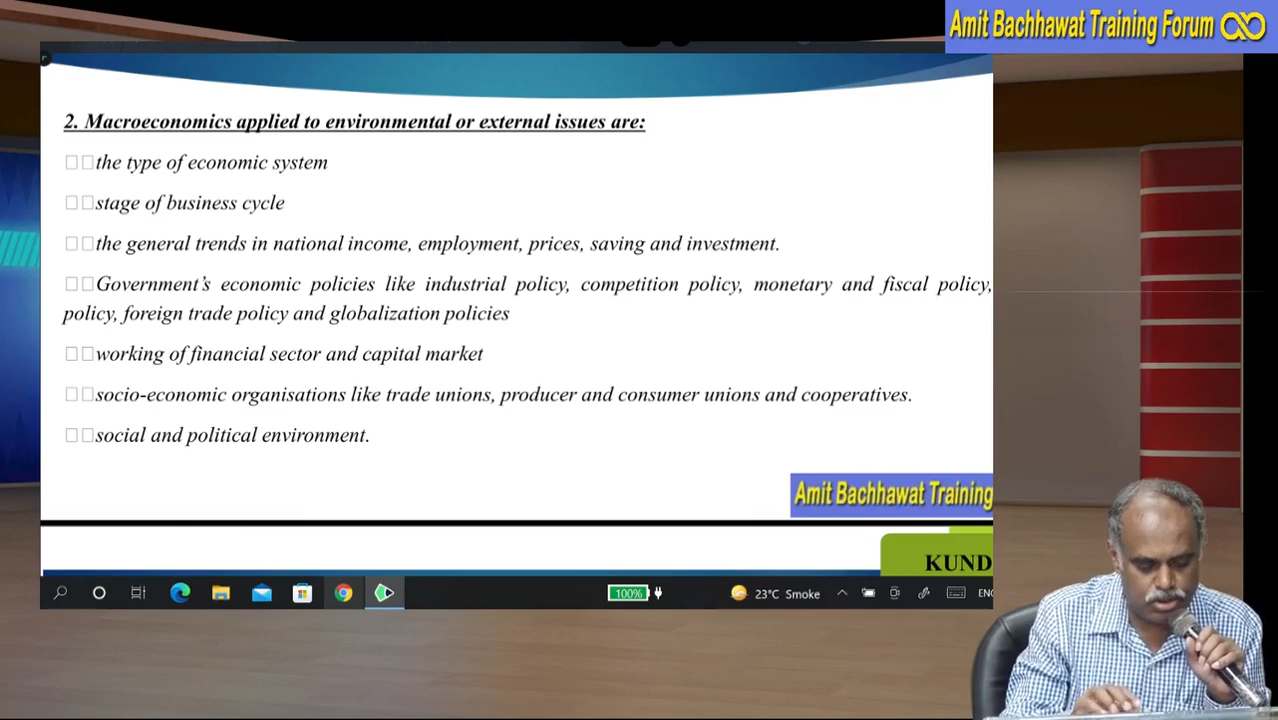 Amit Bachhawat Training Forum
2. Macroeconomics applied to environmental or external issues are:
the type of economic system
stage of business cycle
the general trends in national income, employment, prices, saving and investment.
Government's economic policies like industrial policy, competition policy, monetary and fiscal policy,
policy, foreign trade policy and globalization policies
working of financial sector and capital market
socio-economic organisations like trade unions, producer and consumer unions and cooperatives.
social and political environment.
Amit Bachhawat Training
KUND
100%
23°C Smoke
ENG